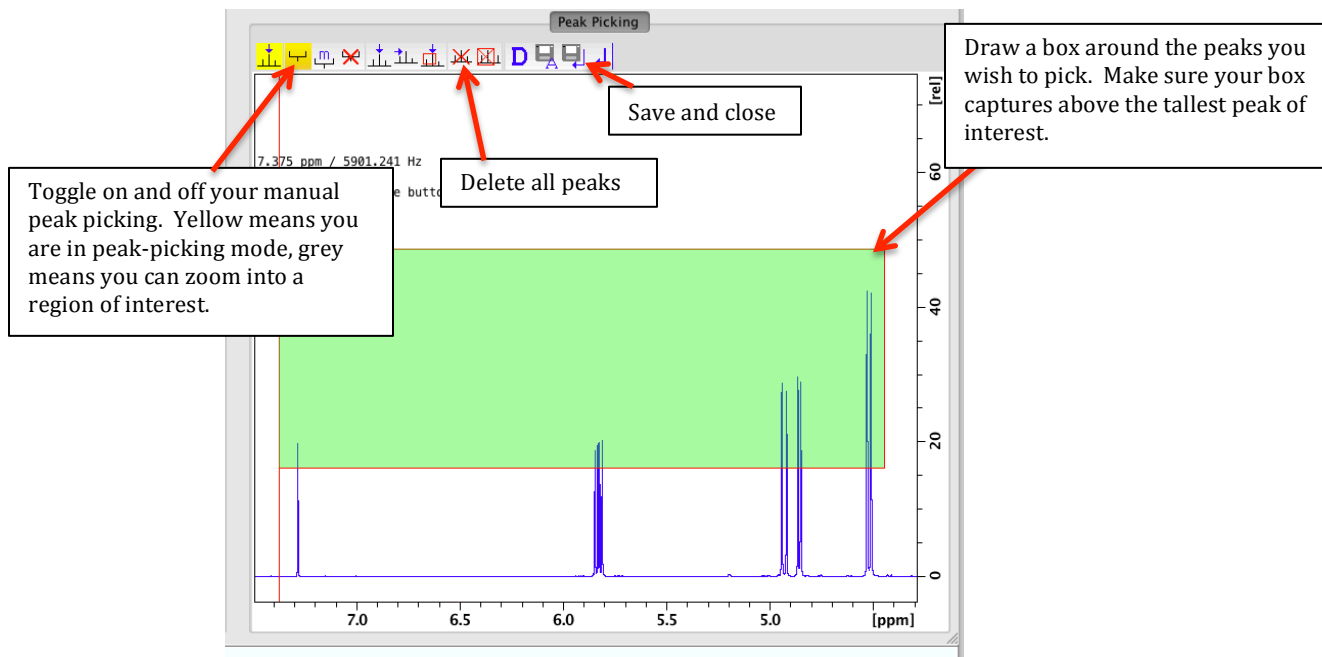 Peak Picking
m
D
A
Draw a box around the peaks you
wish to pick. Make sure your box
captures above the tallest peak of
interest.
Save and close
[rel]
7.375 ppm / 5901.241 Hz
Delete all peaks
Toggle on and off your manual
peak picking. Yellow means you
are in peak-picking mode, grey
means you can zoom into a
region of interest.
60
40
20
0
7.0 6.5 6.0 5.5 5.0 [ppm]